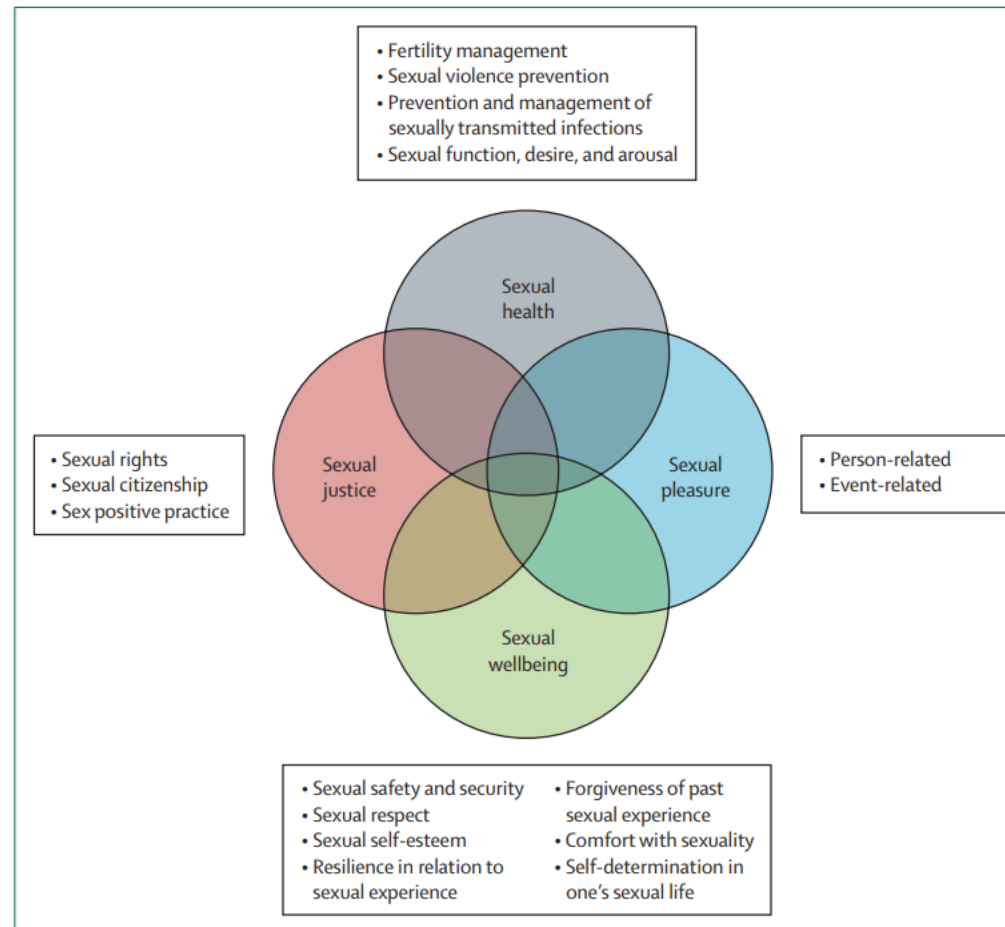 • Fertility management
• Sexual violence prevention
• Prevention and management of
sexually transmitted infections
• Sexual function, desire, and arousal
Sexual
health
• Sexual rights
• Sexual citizenship
• Sex positive practice
Sexual
justice
Sexual
pleasure
• Person-related
• Event-related
Sexual
wellbeing
• Sexual safety and security
• Sexual respect
• Sexual self-esteem
• Resilience in relation to
sexual experience
• Forgiveness of past
sexual experience
• Comfort with sexuality
• Self-determination in
one’s sexual life